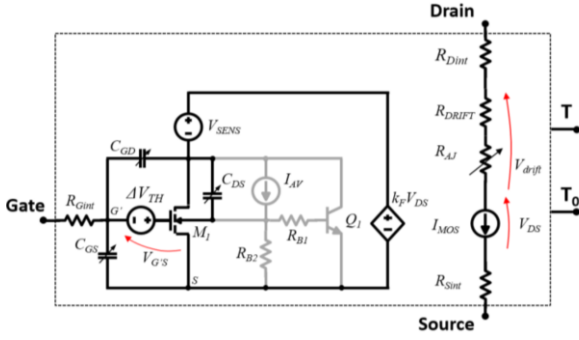 Drain
R_Dint
V_SENS
R_DRIFT
T
C_GD
R_AJ
V_drift
C_DS
I_AV
R_Gint
G'
ΔV_TH
k_F V_DS
T_0
Gate
Q_1
M_1
R_B1
I_MOS
V_DS
C_GS
V_G'S
R_B2
S
R_Sint
Source